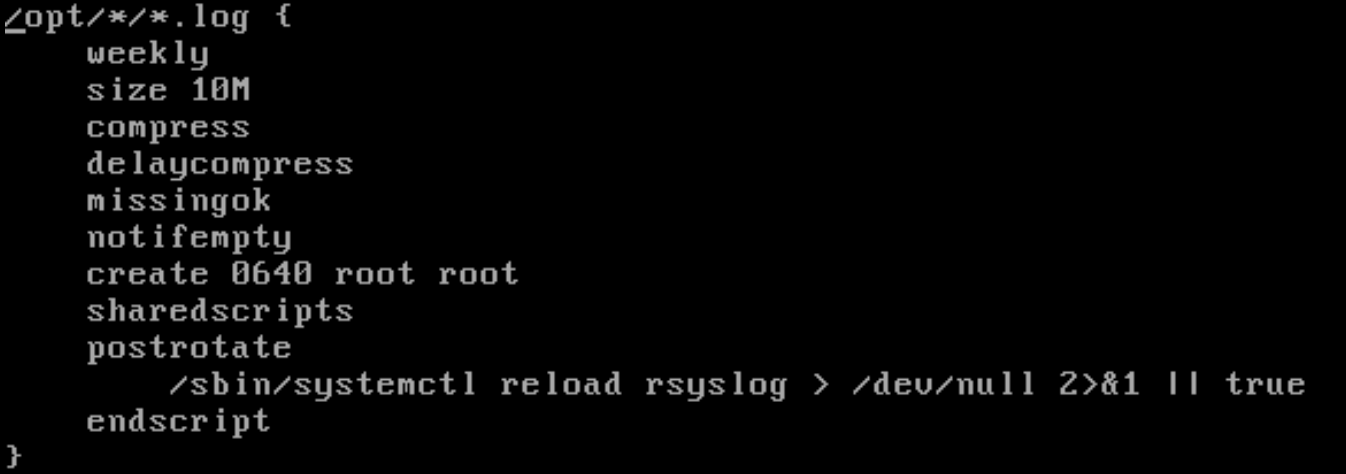 /opt/*/*.log {
    weekly
    size 10M
    compress
    delaycompress
    missingok
    notifempty
    create 0640 root root
    sharedscripts
    postrotate
        /sbin/systemctl reload rsyslog > /dev/null 2>&1 || true
    endscript
}